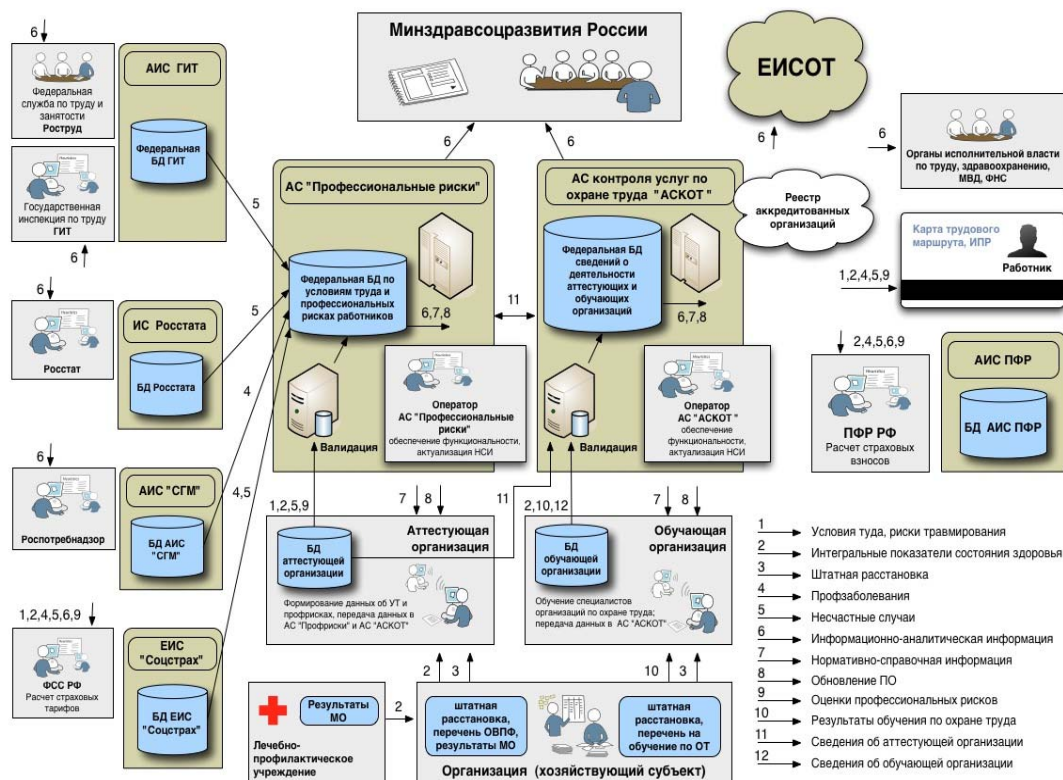 6
Федеральная
служба по труду и
занятости
Роструд
Государственная
инспекция по труду
ГИТ
6
АИС ГИТ
Федеральная
БД ГИТ
5
6
Росстат
ИС Росстата
БД Росстата
5
4
6
Роспотребнадзор
АИС "СГМ"
БД АИС
"СГМ"
4,5
1,2,4,5,6,9
ФСС РФ
Расчет страховых
тарифов
ЕИС
"Соцстрах"
БД ЕИС
"Соцстрах"
Минздравсоцразвития России
6
6
АС "Профессиональные риски"
Федеральная БД по
условиям труда и
профессиональных
рисках работников
6,7,8
Валидация
Оператор
АС "Профессиональные
риски"
обеспечение функциональности,
актуализация НСИ
11
АС контроля услуг по
охране труда "АСКОТ"
Федеральная БД
сведений о
деятельности
аттестующих и
обучающих
организаций
6,7,8
Валидация
Оператор
АС "АСКОТ "
обеспечение
функциональности,
актуализация НСИ
1,2,5,9
7
8
11
2,10,12
7
8
БД
аттестующей
организации
Аттестующая
организация
Формирование данных об УТ и
профрисках, передача данных в
АС "Профриски" и АС "АСКОТ"
БД
обучающей
организации
Обучающая
организация
Обучение специалистов
организаций по охране труда;
передача данных в АС "АСКОТ"
2
3
10
3
Результаты
МО
Лечебно-
профилактическое
учреждение
2
штатная
расстановка,
перечень ОВПФ,
результаты МО
штатная
расстановка,
перечень на
обучение по ОТ
Организация (хозяйствующий субъект)
ЕИСОТ
6
6
Органы исполнительной власти
по труду, здравоохранению,
МВД, ФНС
Реестр
аккредитованных
организаций
Карта трудового
маршрута, ИПР
Работник
1,2,4,5,9
2,4,5,6,9
ПФР РФ
Расчет страховых
взносов
АИС ПФР
БД АИС ПФР
1 Условия туда, риски травмирования
2 Интегральные показатели состояния здоровья
3 Штатная расстановка
4 Профзаболевания
5 Несчастные случаи
6 Информационно-аналитическая информация
7 Нормативно-справочная информация
8 Обновление ПО
9 Оценки профессиональных рисков
10 Результаты обучения по охране труда
11 Сведения об аттестующей организации
12 Сведения об обучающей организации